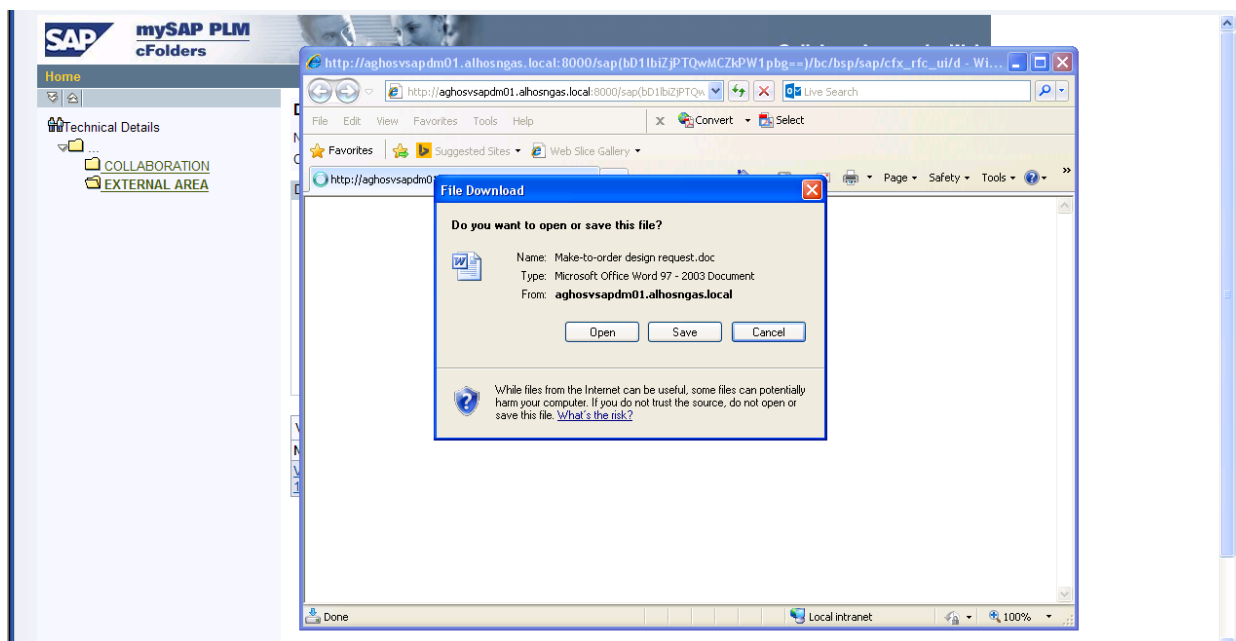 SAP
mySAP PLM
cFolders
Home
Technical Details
...
COLLABORATION
EXTERNAL AREA
http://aghosvsapdm01.alhosngas.local:8000/sap(bD1lbiZjPTQwMCZkPW1pbg==)/bc/bsp/sap/cfx_rfc_ui/d - Wi...
http://aghosvsapdm01.alhosngas.local:8000/sap(bD1lbiZjPTQw
Live Search
File Edit View Favorites Tools Help
x Convert Select
Favorites Suggested Sites Web Slice Gallery
http://aghosvsapdm01
Page Safety Tools
File Download
Do you want to open or save this file?
Name: Make-to-order design request.doc
Type: Microsoft Office Word 97 - 2003 Document
From: aghosvsapdm01.alhosngas.local
Open Save Cancel
While files from the Internet can be useful, some files can potentially
harm your computer. If you do not trust the source, do not open or
save this file. What's the risk?
Done Local intranet 100%